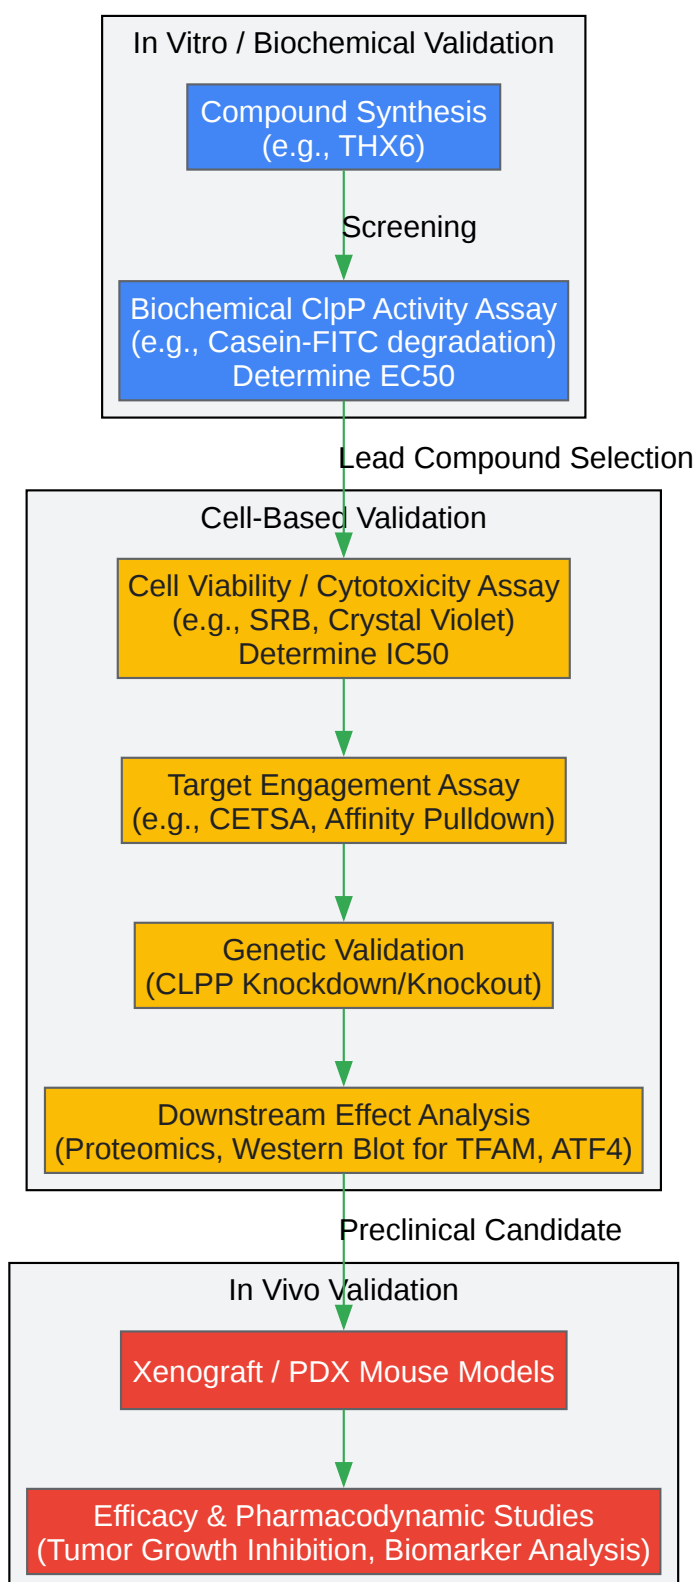 In Vitro / Biochemical Validation
Compound Synthesis
(e.g., THX6)
Screening
Biochemical ClpP Activity Assay
(e.g., Casein-FITC degradation)
Determine EC50
Lead Compound Selection
Cell-Based Validation
Cell Viability / Cytotoxicity Assay
(e.g., SRB, Crystal Violet)
Determine IC50
Target Engagement Assay
(e.g., CETSA, Affinity Pulldown)
Genetic Validation
(CLPP Knockdown/Knockout)
Downstream Effect Analysis
(Proteomics, Western Blot for TFAM, ATF4)
Preclinical Candidate
In Vivo Validation
Xenograft / PDX Mouse Models
Efficacy & Pharmacodynamic Studies
(Tumor Growth Inhibition, Biomarker Analysis)